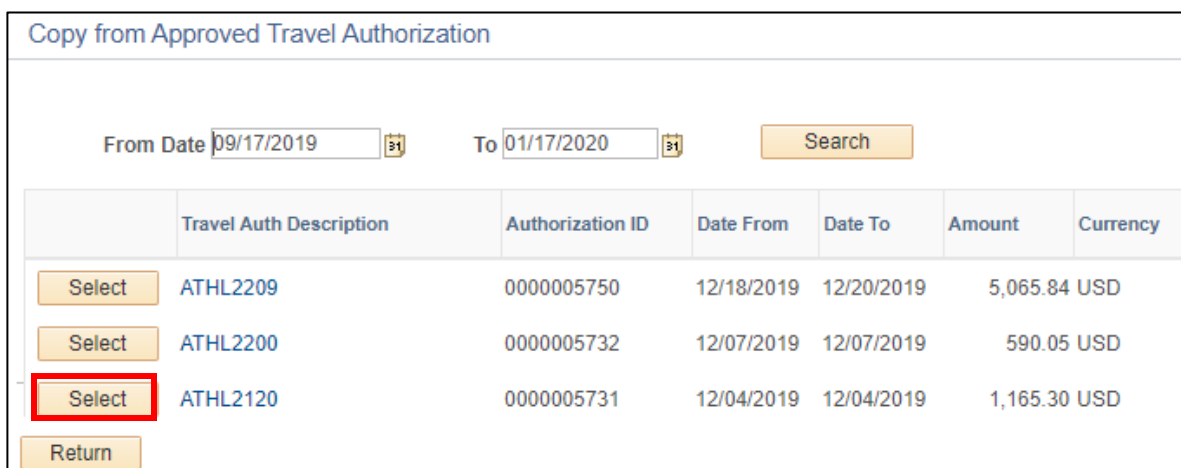 Copy from Approved Travel Authorization
From Date 09/17/2019 31 To 01/17/2020 31 Search
Travel Auth Description Authorization ID Date From Date To Amount Currency
Select ATHL2209 0000005750 12/18/2019 12/20/2019 5,065.84 USD
Select ATHL2200 0000005732 12/07/2019 12/07/2019 590.05 USD
Select ATHL2120 0000005731 12/04/2019 12/04/2019 1,165.30 USD
Return